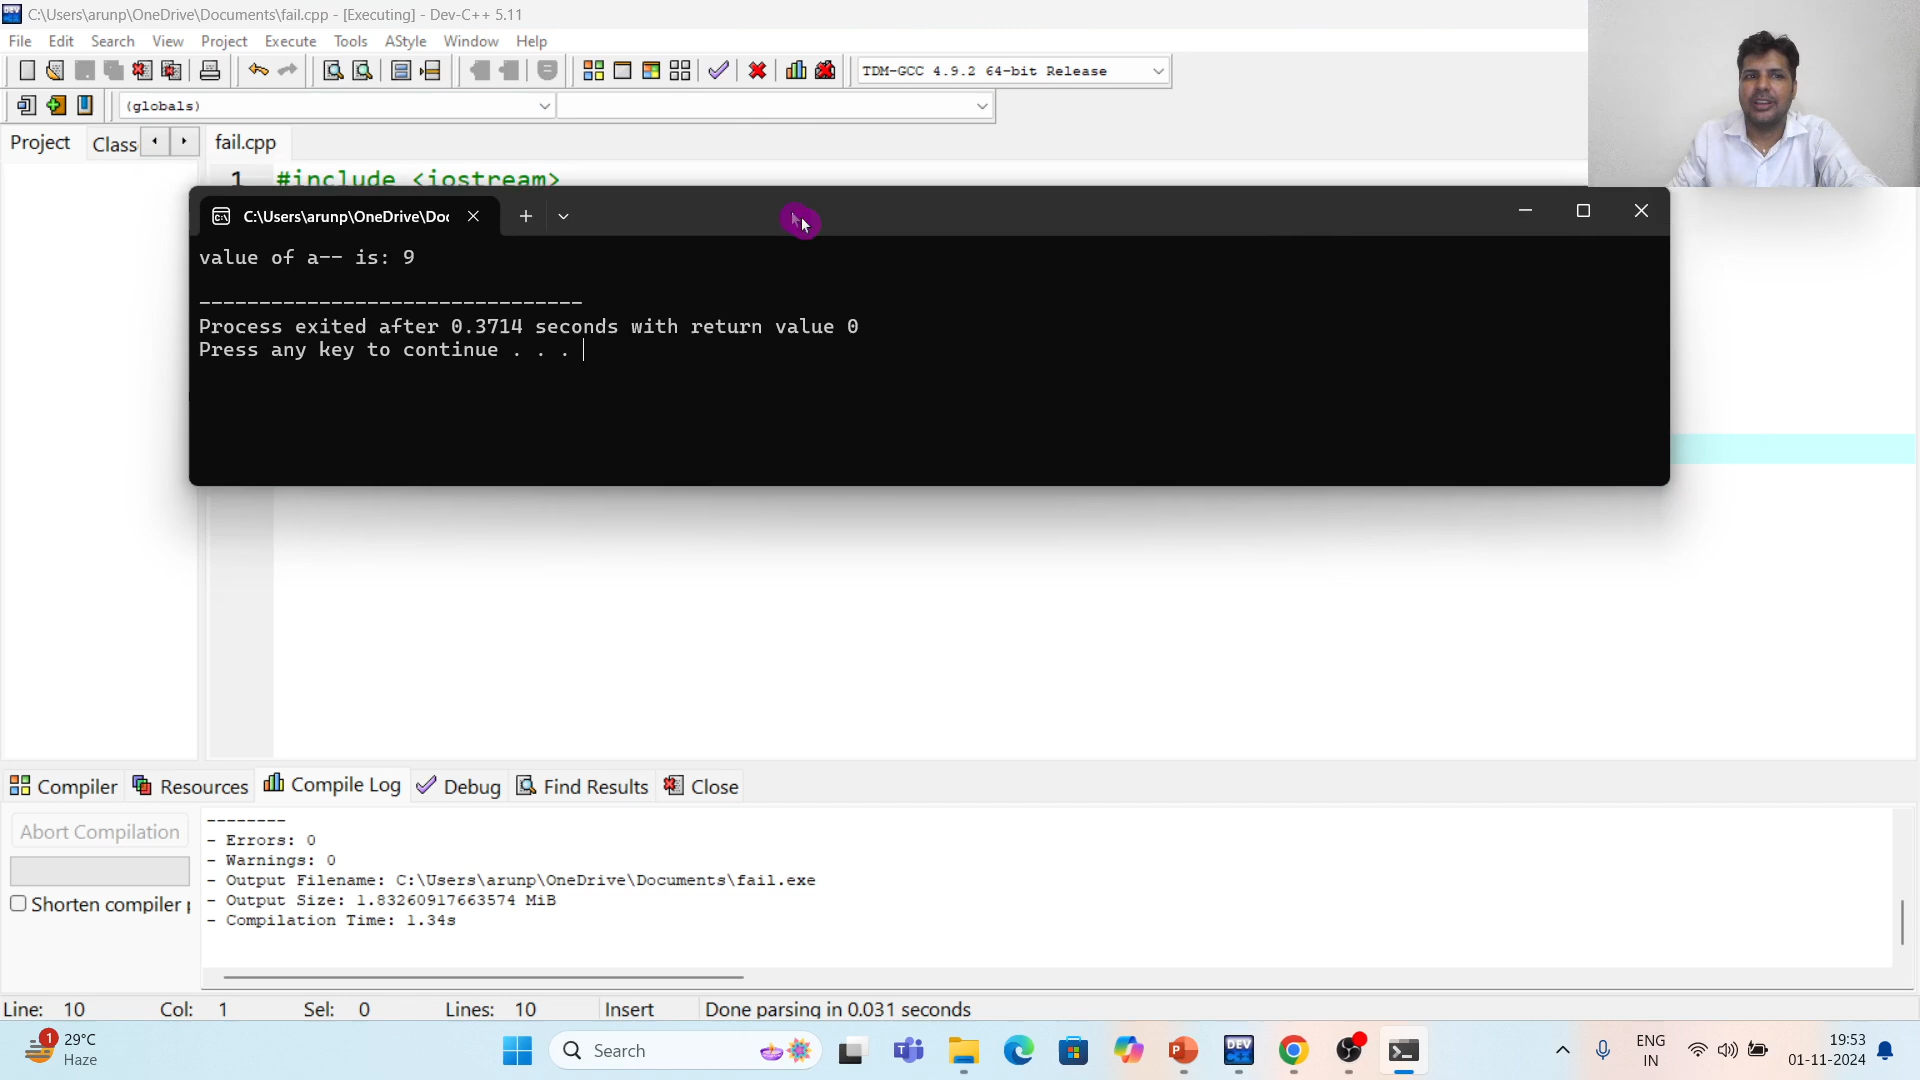 C:\Users\arunp\OneDrive\Documents\fail.cpp - [Executing] - Dev-C++ 5.11
File Edit Search View Project Execute Tools AStyle Window Help
TDM-GCC 4.9.2 64-bit Release
(globals)
Project Class fail.cpp
1 #include <iostream>
C:\Users\arunp\OneDrive\Doc
value of a-- is: 9
--------------------------------
Process exited after 0.3714 seconds with return value 0
Press any key to continue . . .
Compiler Resources Compile Log Debug Find Results Close
Abort Compilation
Shorten compiler p
--------
- Errors: 0
- Warnings: 0
- Output Filename: C:\Users\arunp\OneDrive\Documents\fail.exe
- Output Size: 1.83260917663574 MiB
- Compilation Time: 1.34s
Line: 10 Col: 1 Sel: 0 Lines: 10 Insert Done parsing in 0.031 seconds
1 29°C
Haze
Search
DEV
ENG
IN
19:53
01-11-2024